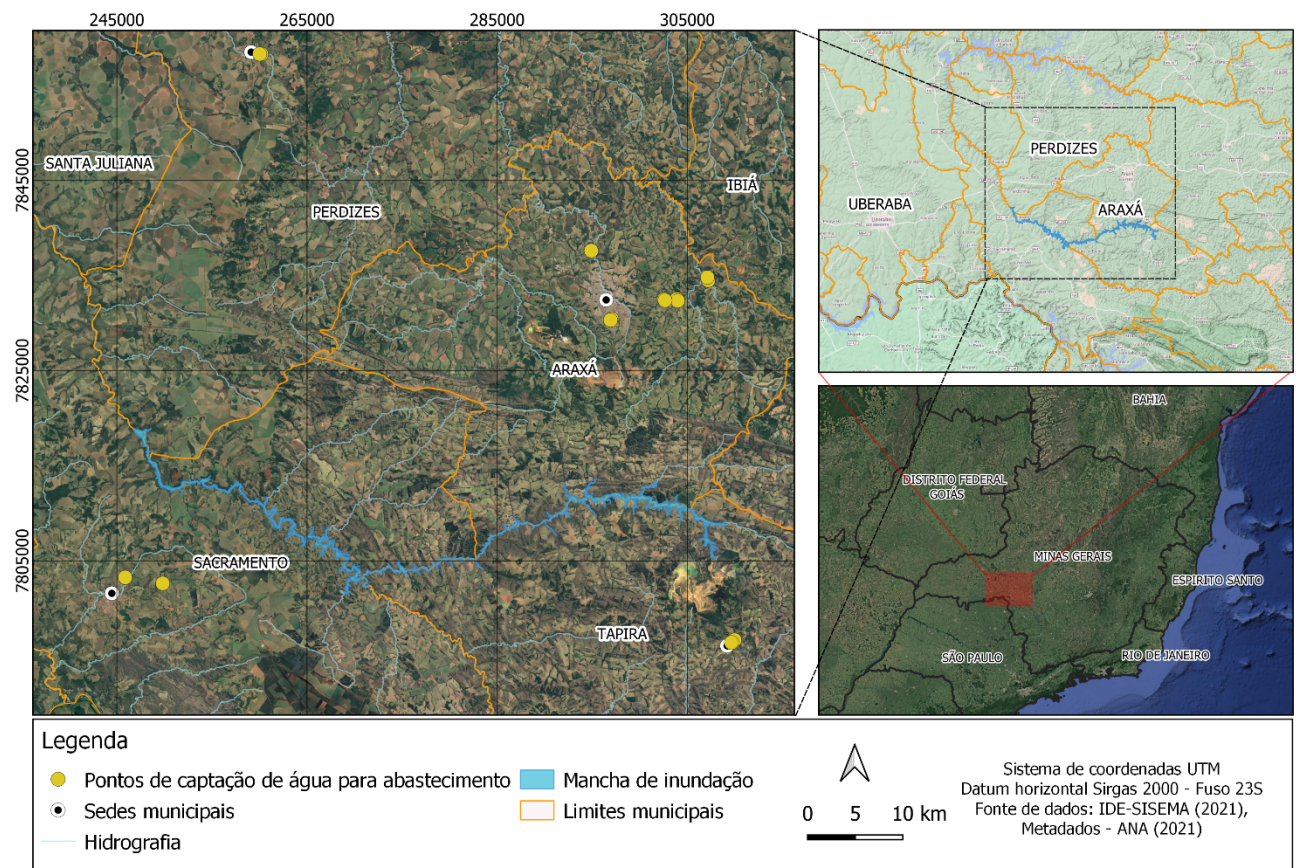 245000 265000 285000 305000
7845000
7825000
7805000
SANTA JULIANA
PERDIZES
IBIÁ
ARAXÁ
SACRAMENTO
TAPIRA
PERDIZES
UBERABA
ARAXÁ
BAHIA
DISTRITO FEDERAL
GOIÁS
MINAS GERAIS
ESPIRITO SANTO
SÃO PAULO
RIO DE JANEIRO
Legenda
Pontos de captação de água para abastecimento
Sedes municipais
Hidrografia
Mancha de inundação
Limites municipais
0 5 10 km
Sistema de coordenadas UTM
Datum horizontal Sirgas 2000 - Fuso 23S
Fonte de dados: IDE-SISEMA (2021),
Metadados - ANA (2021)